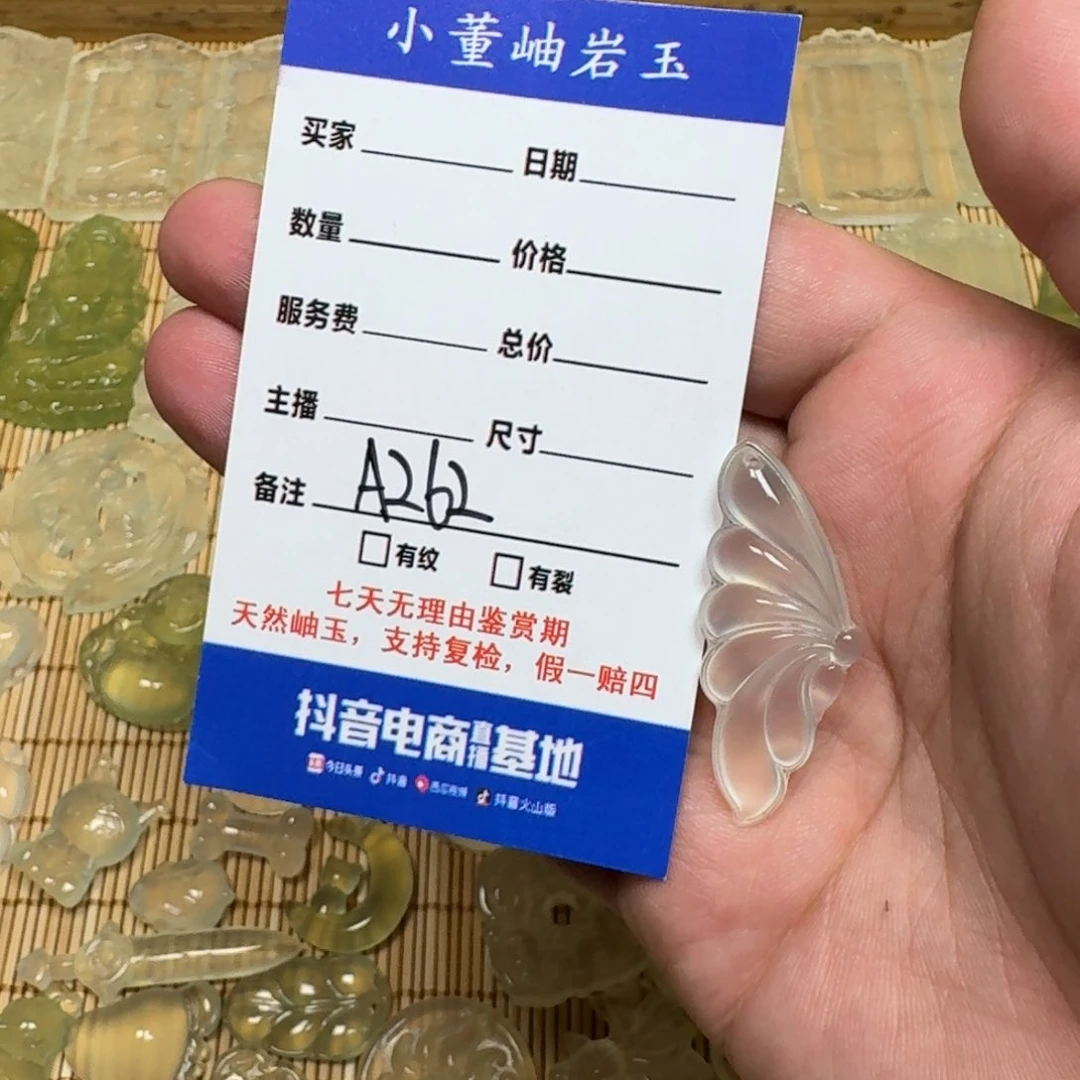 小董岫岩玉
买家 日期
数量 价格
服务费 总价
主播 尺寸
备注 A262
有纹 有裂
七天无理由鉴赏期
天然岫玉，支持复检，假一赔四
抖音电商直播基地
今日头条 抖音 西瓜视频 抖音火山版